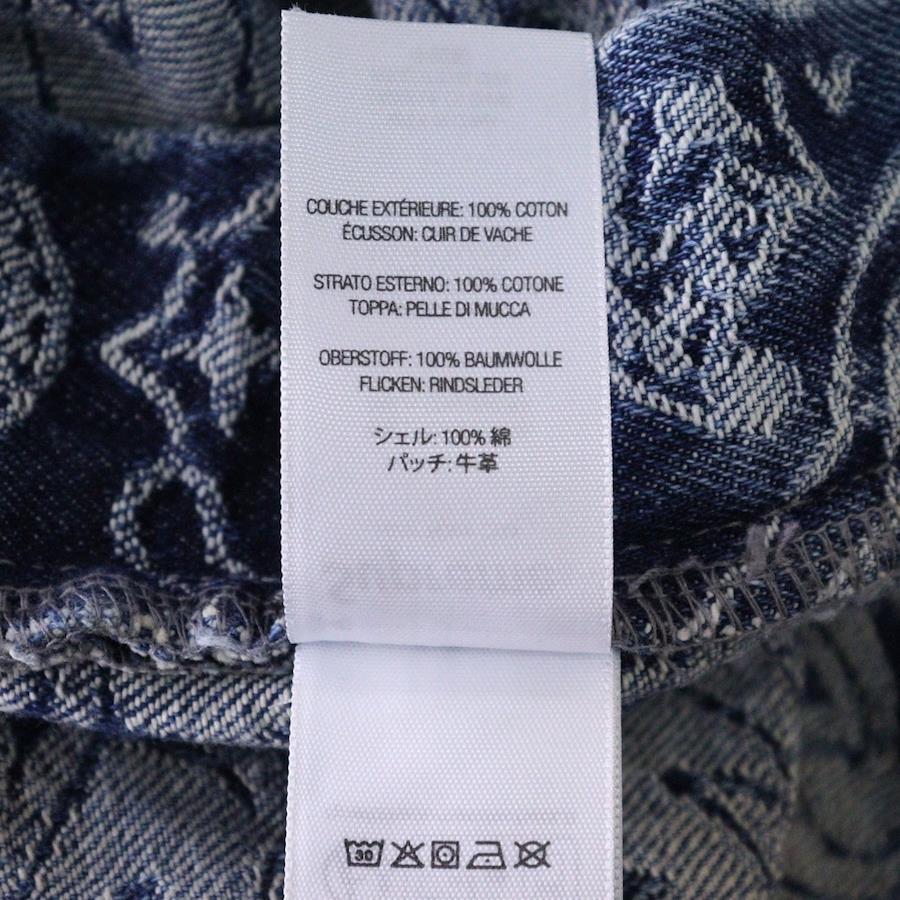 COUCHE EXTÉRIEURE: 100% COTON
ÉCUSSON: CUIR DE VACHE
STRATO ESTERNO: 100% COTONE
TOPPA: PELLE DI MUCCA
OBERSTOFF: 100% BAUMWOLLE
FLICKEN: RINDSLEDER
シェル: 100% 綿
パッチ: 牛革
30